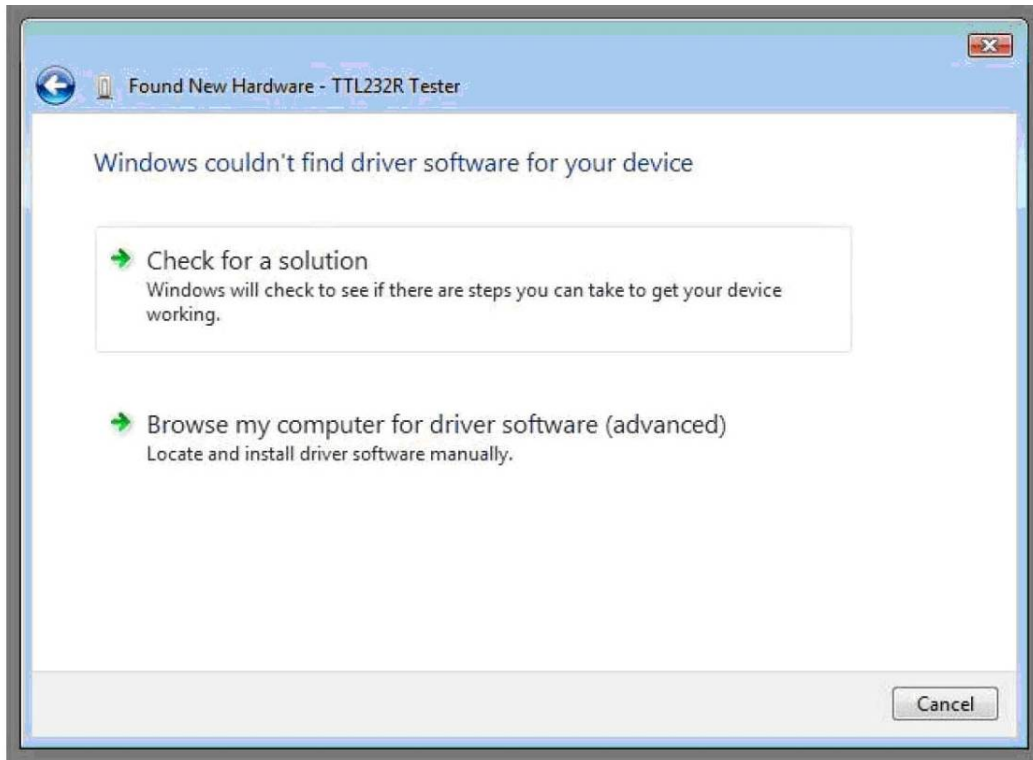 Found New Hardware - TTL232R Tester
Windows couldn't find driver software for your device
Check for a solution
Windows will check to see if there are steps you can take to get your device
working.
Browse my computer for driver software (advanced)
Locate and install driver software manually.
Cancel